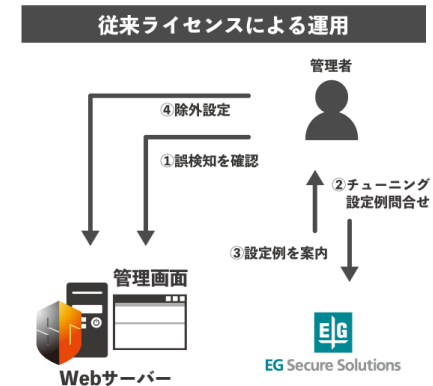 従来ライセンスによる運用
管理者
④除外設定
①誤検知を確認
②チューニング
設定例問合せ
③設定例を案内
管理画面
Webサーバー
EG
EG Secure Solutions